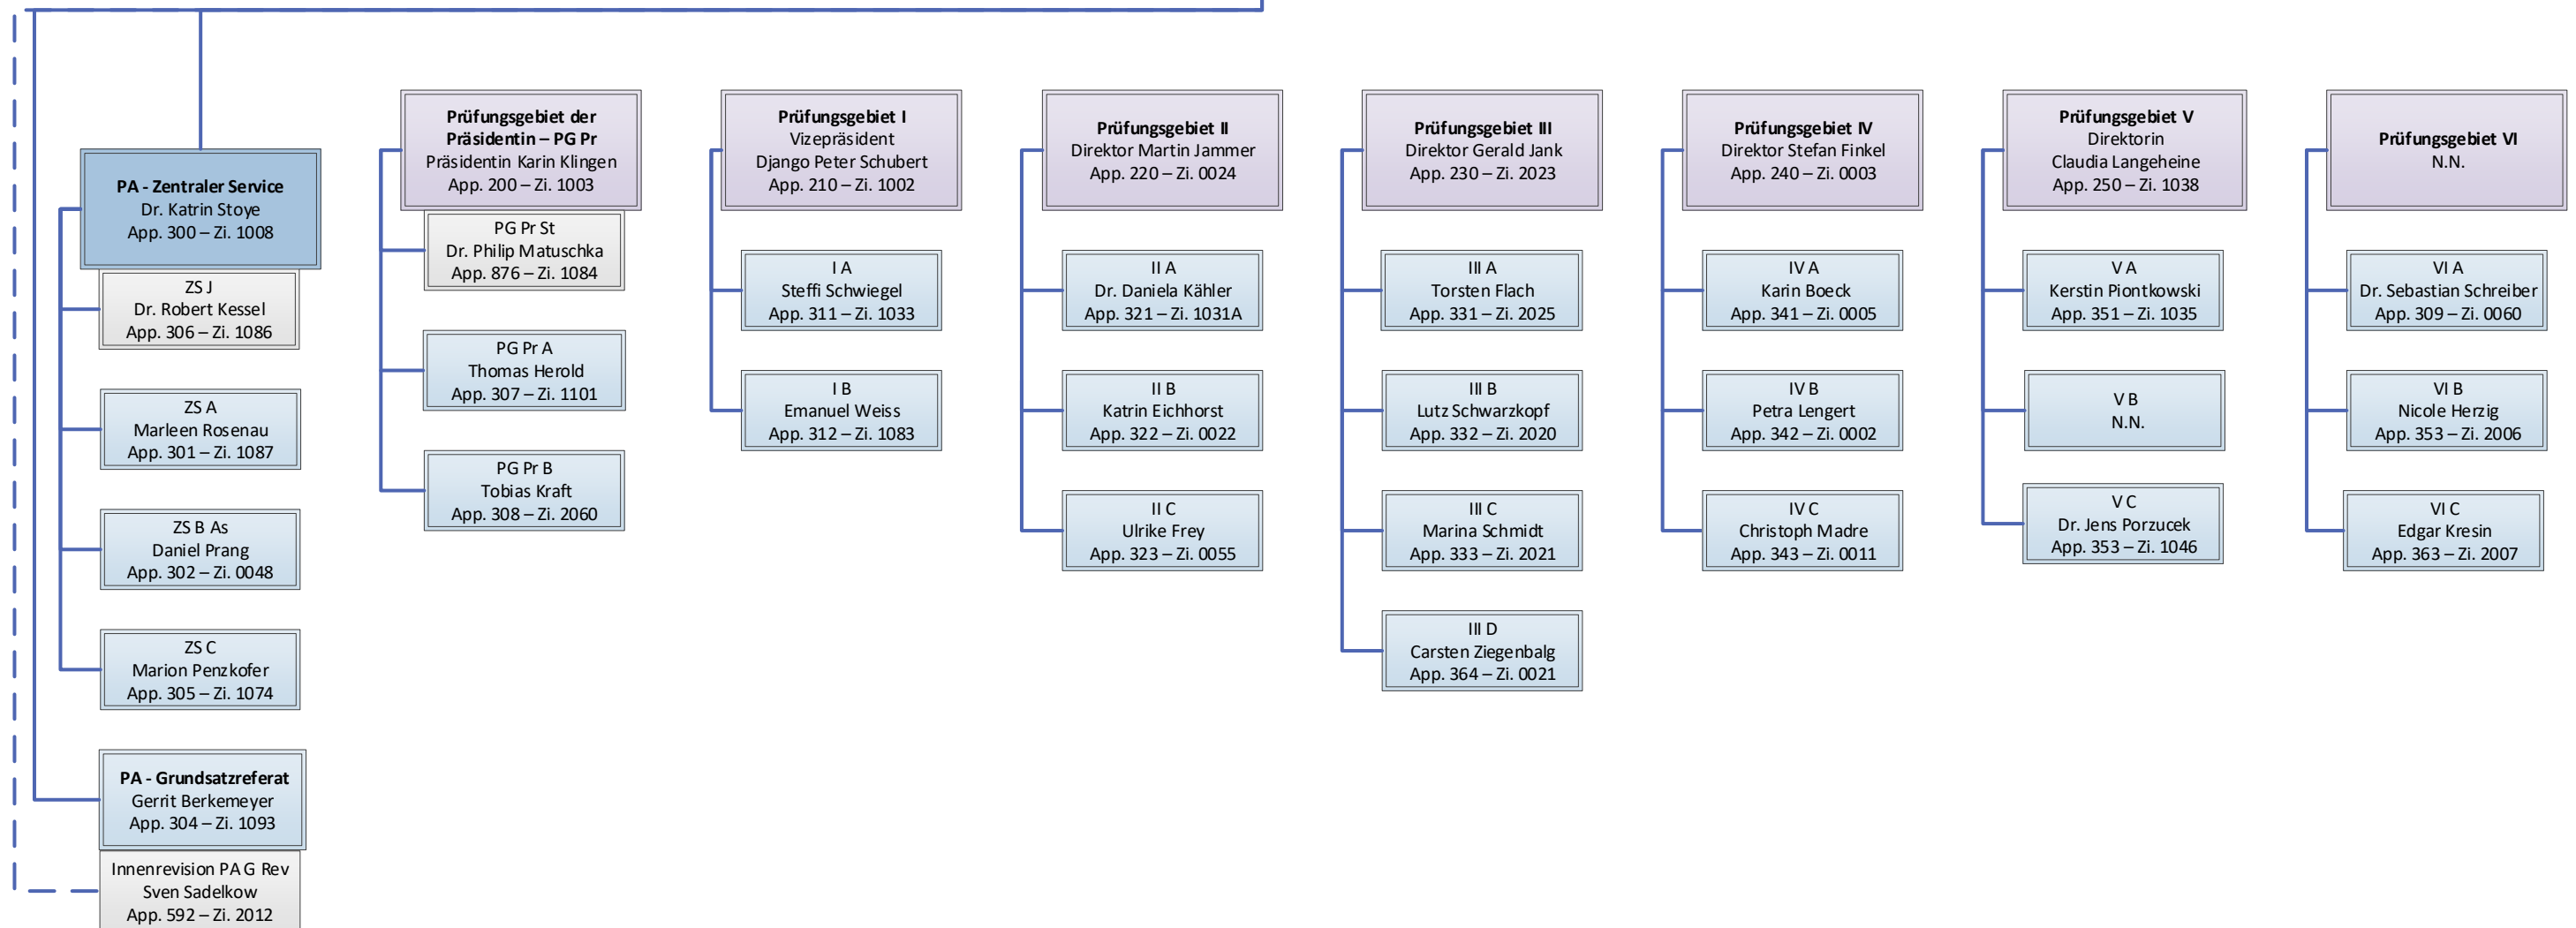 PA - Zentraler Service
Dr. Katrin Stoye
App. 300 – Zi. 1008
ZS J
Dr. Robert Kessel
App. 306 – Zi. 1086
ZS A
Marleen Rosenau
App. 301 – Zi. 1087
ZS B As
Daniel Prang
App. 302 – Zi. 0048
ZS C
Marion Penzkofer
App. 305 – Zi. 1074
PA - Grundsatzreferat
Gerrit Berkemeyer
App. 304 – Zi. 1093
Innenrevision PA G Rev
Sven Sadelkow
App. 592 – Zi. 2012
Prüfungsgebiet der
Präsidentin – PG Pr
Präsidentin Karin Klingen
App. 200 – Zi. 1003
PG Pr St
Dr. Philip Matuschka
App. 876 – Zi. 1084
PG Pr A
Thomas Herold
App. 307 – Zi. 1101
PG Pr B
Tobias Kraft
App. 308 – Zi. 2060
Prüfungsgebiet I
Vizepräsident
Django Peter Schubert
App. 210 – Zi. 1002
I A
Steffi Schwiegel
App. 311 – Zi. 1033
I B
Emanuel Weiss
App. 312 – Zi. 1083
Prüfungsgebiet II
Direktor Martin Jammer
App. 220 – Zi. 0024
II A
Dr. Daniela Kähler
App. 321 – Zi. 1031A
II B
Katrin Eichhorst
App. 322 – Zi. 0022
II C
Ulrike Frey
App. 323 – Zi. 0055
Prüfungsgebiet III
Direktor Gerald Jank
App. 230 – Zi. 2023
III A
Torsten Flach
App. 331 – Zi. 2025
III B
Lutz Schwarzkopf
App. 332 – Zi. 2020
III C
Marina Schmidt
App. 333 – Zi. 2021
III D
Carsten Ziegenbalg
App. 364 – Zi. 0021
Prüfungsgebiet IV
Direktor Stefan Finkel
App. 240 – Zi. 0003
IV A
Karin Boeck
App. 341 – Zi. 0005
IV B
Petra Lengert
App. 342 – Zi. 0002
IV C
Christoph Madre
App. 343 – Zi. 0011
Prüfungsgebiet V
Direktorin
Claudia Langeheine
App. 250 – Zi. 1038
V A
Kerstin Piontkowski
App. 351 – Zi. 1035
V B
N.N.
V C
Dr. Jens Porzucek
App. 353 – Zi. 1046
Prüfungsgebiet VI
N.N.
VI A
Dr. Sebastian Schreiber
App. 309 – Zi. 0060
VI B
Nicole Herzig
App. 353 – Zi. 2006
VI C
Edgar Kresin
App. 363 – Zi. 2007